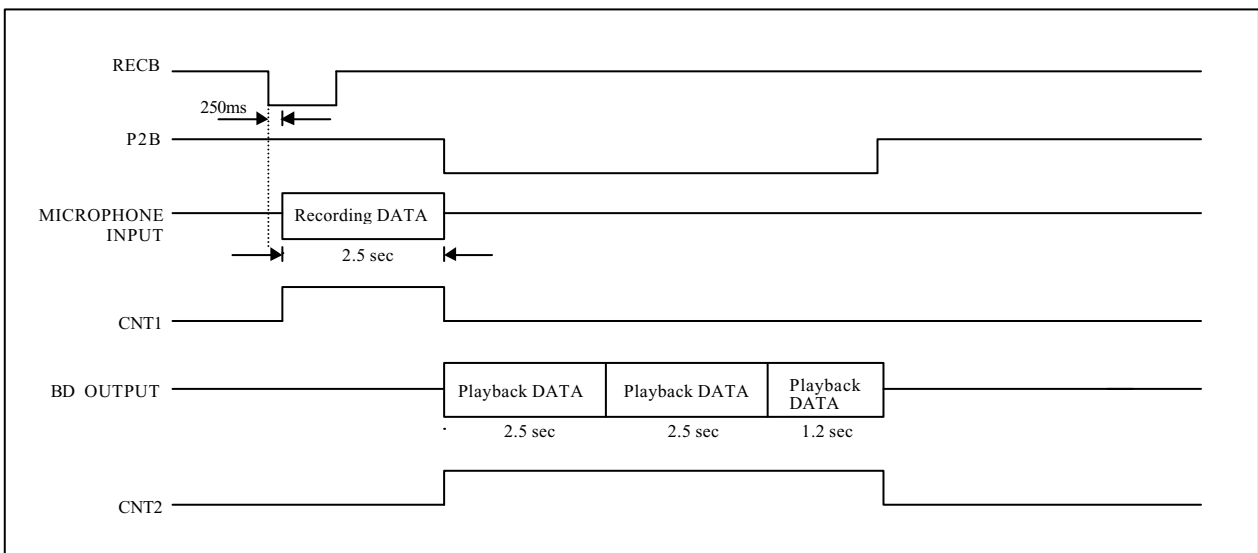 RECB
250ms
P2B
MICROPHONE
INPUT
Recording DATA
2.5 sec
CNT1
BD OUTPUT
Playback DATA
Playback DATA
Playback
DATA
2.5 sec
2.5 sec
1.2 sec
CNT2